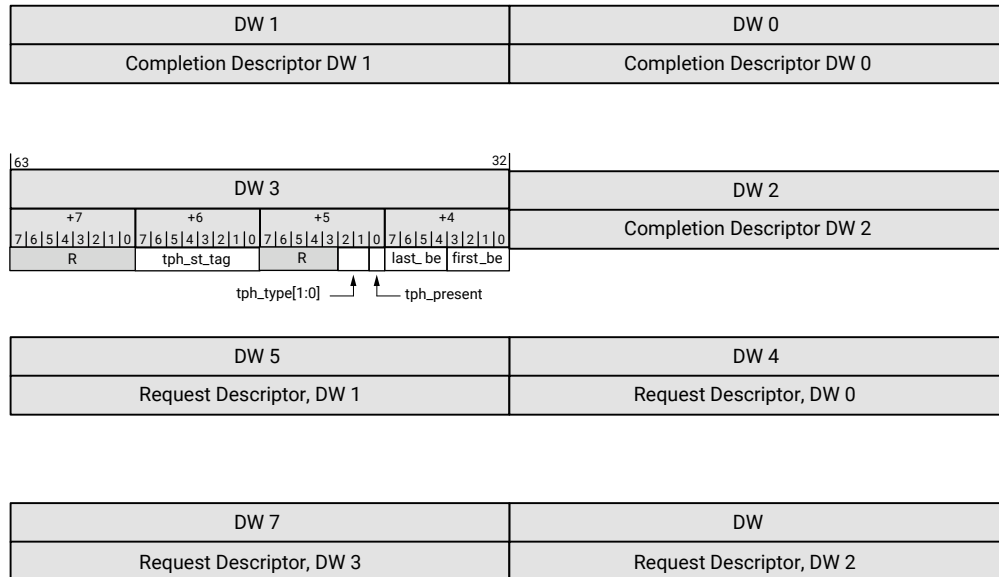 DW 1 DW 0
Completion Descriptor DW 1 Completion Descriptor DW 0
63 32
DW 3 DW 2
+7 +6 +5 +4 Completion Descriptor DW 2
7 6 5 4 3 2 1 0 7 6 5 4 3 2 1 0 7 6 5 4 3 2 1 0 7 6 5 4 3 2 1 0
R tph_st_tag R last_ be first_be
tph_type[1:0] tph_present
DW 5 DW 4
Request Descriptor, DW 1 Request Descriptor, DW 0
DW 7 DW
Request Descriptor, DW 3 Request Descriptor, DW 2